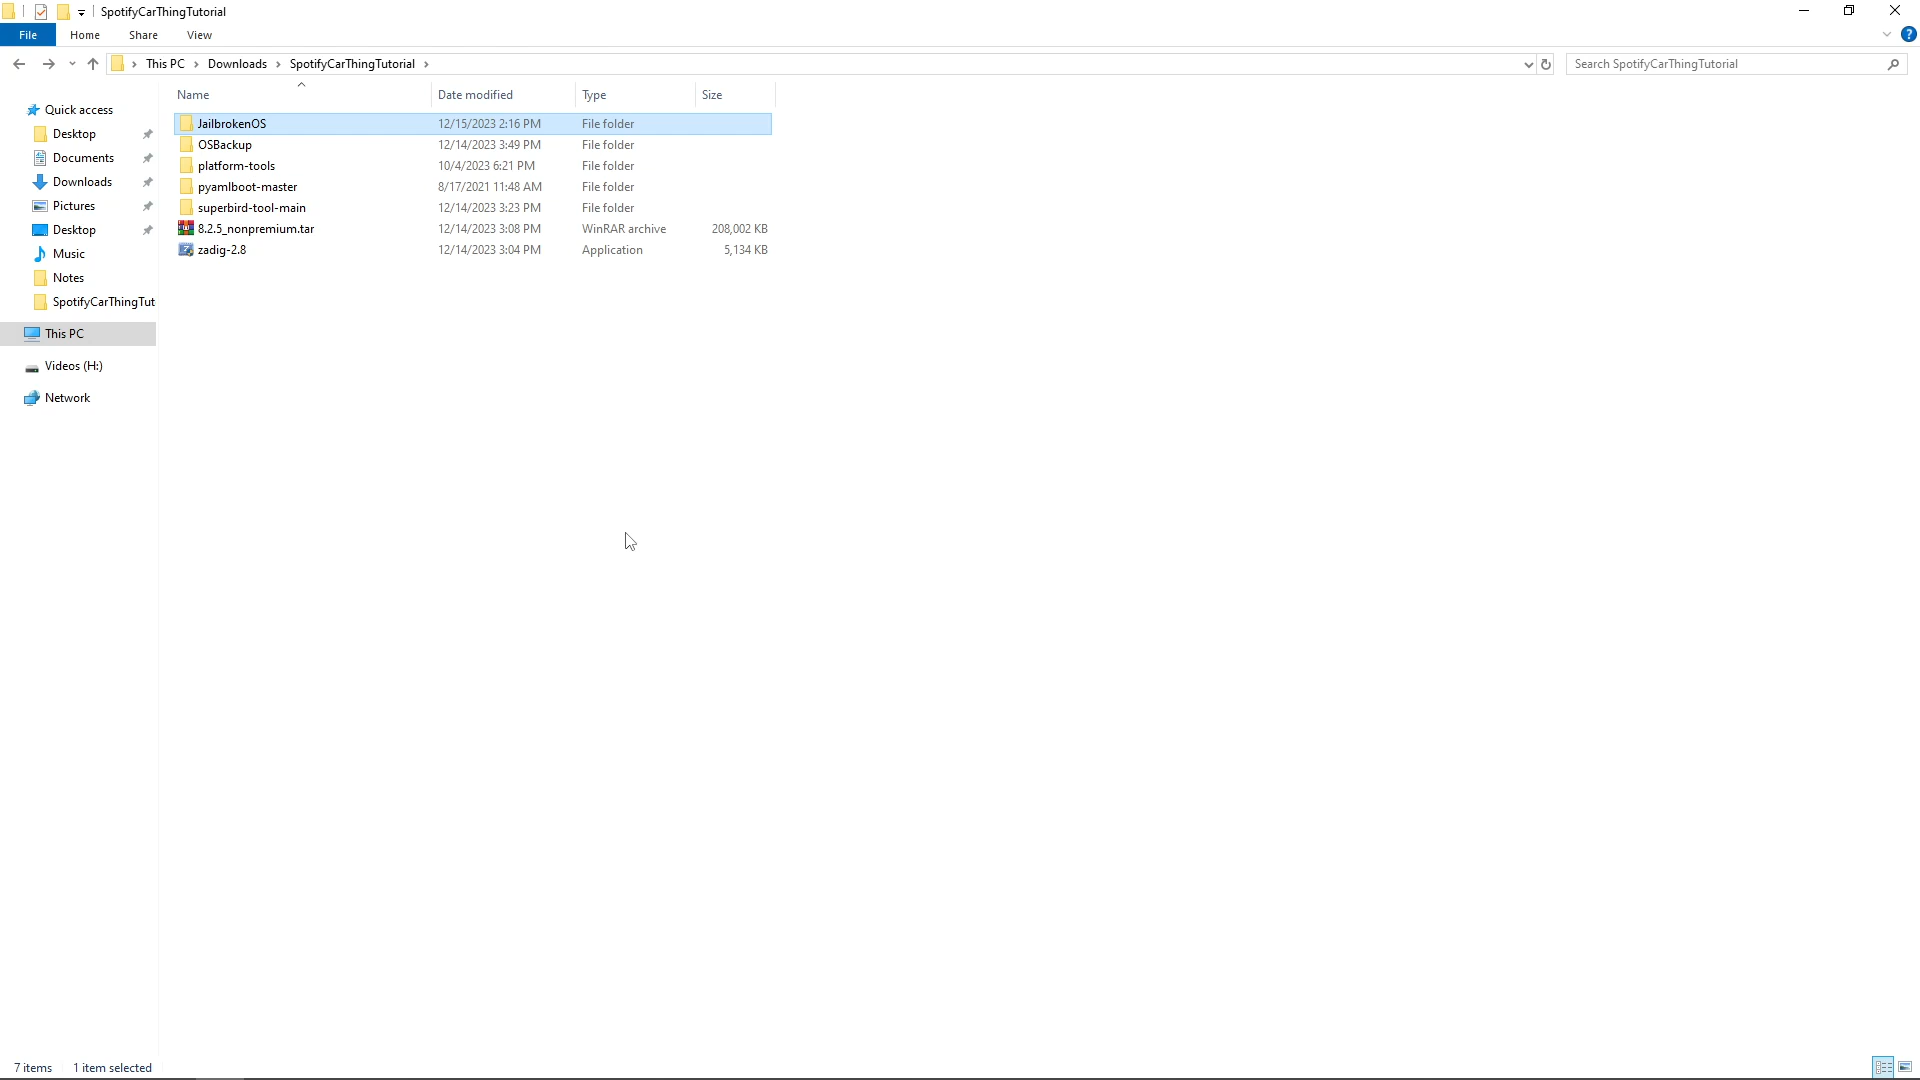 SpotifyCarThingTutorial
File Home Share View
This PC Downloads SpotifyCarThingTutorial Search SpotifyCarThingTutorial
Name Date modified Type Size
Quick access
Desktop
Documents
Downloads
Pictures
Desktop
Music
Notes
SpotifyCarThingTut
This PC
Videos (H:)
Network
JailbrokenOS 12/15/2023 2:16 PM File folder
OSBackup 12/14/2023 3:49 PM File folder
platform-tools 10/4/2023 6:21 PM File folder
pyamlboot-master 8/17/2021 11:48 AM File folder
superbird-tool-main 12/14/2023 3:23 PM File folder
8.2.5_nonpremium.tar 12/14/2023 3:08 PM WinRAR archive 208,002 KB
zadig-2.8 12/14/2023 3:04 PM Application 5,134 KB
7 items 1 item selected